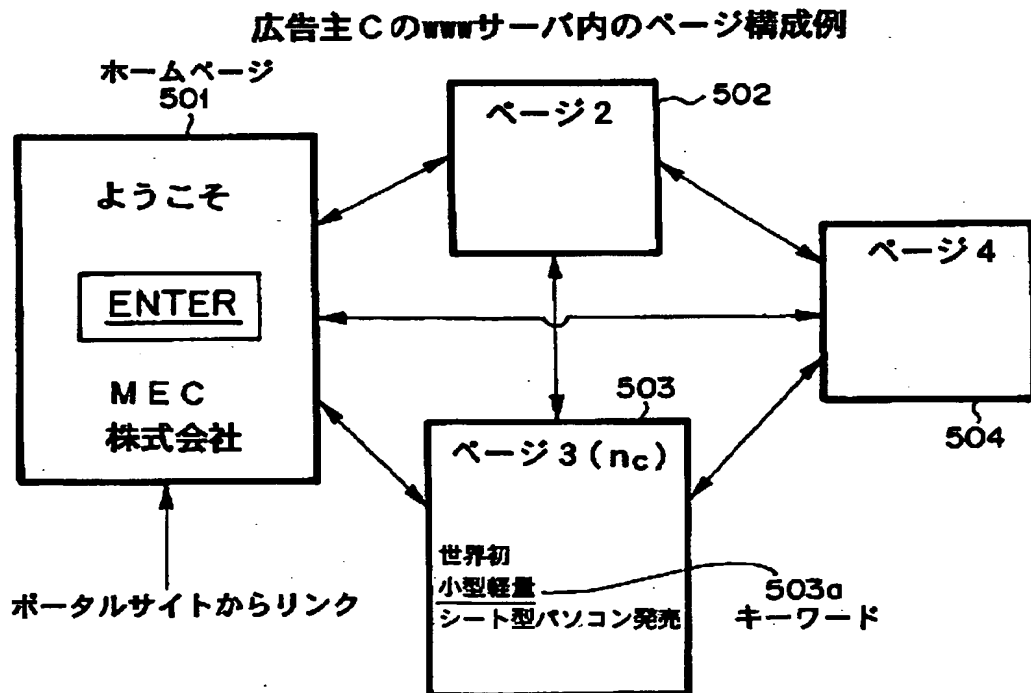 広告主Cのwwwサーバ内のページ構成例
ホームページ
501
ようこそ
ENTER
MEC
株式会社
ポータルサイトからリンク
ページ2
502
ページ4
504
503
ページ3(nc)
世界初
小型軽量
シート型パソコン発売
503a
キーワード